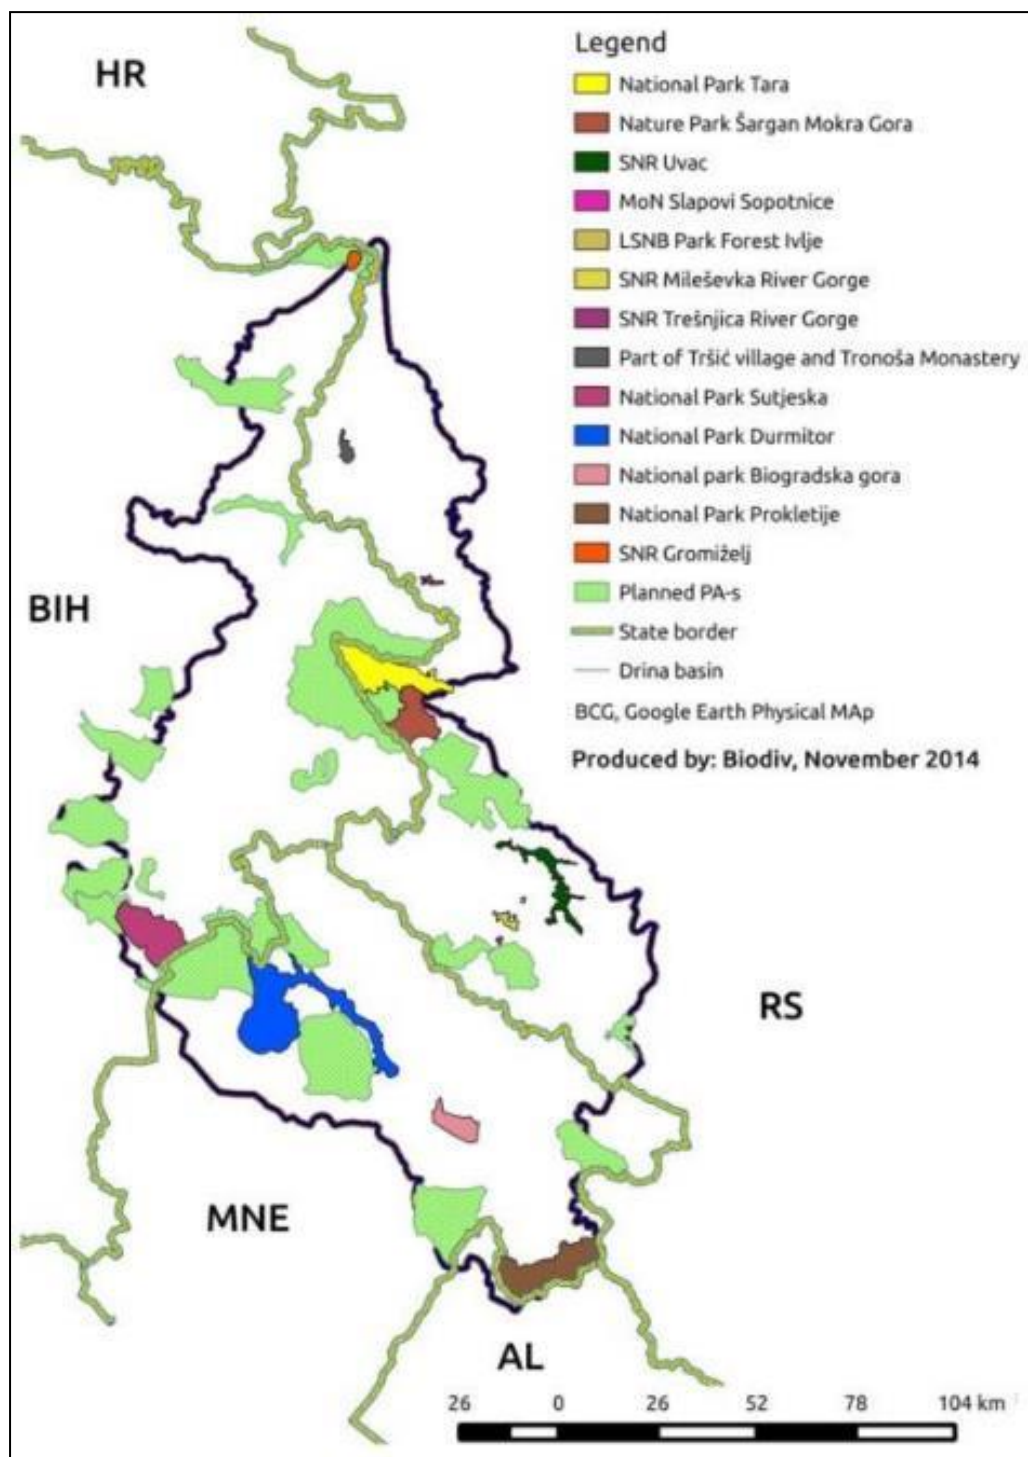 HR
BIH
RS
MNE
AL
Legend
National Park Tara
Nature Park Šargan Mokra Gora
SNR Uvac
MoN Slapovi Sopotnice
LSNB Park Forest Ivlje
SNR Mileševka River Gorge
SNR Trešnjica River Gorge
Part of Tršić village and Tronoša Monastery
National Park Sutjeska
National Park Durmitor
National park Biogradska gora
National Park Prokletije
SNR Gromiželj
Planned PA-s
State border
Drina basin
BCG, Google Earth Physical MAp
Produced by: Biodiv, November 2014
26 0 26 52 78 104 km